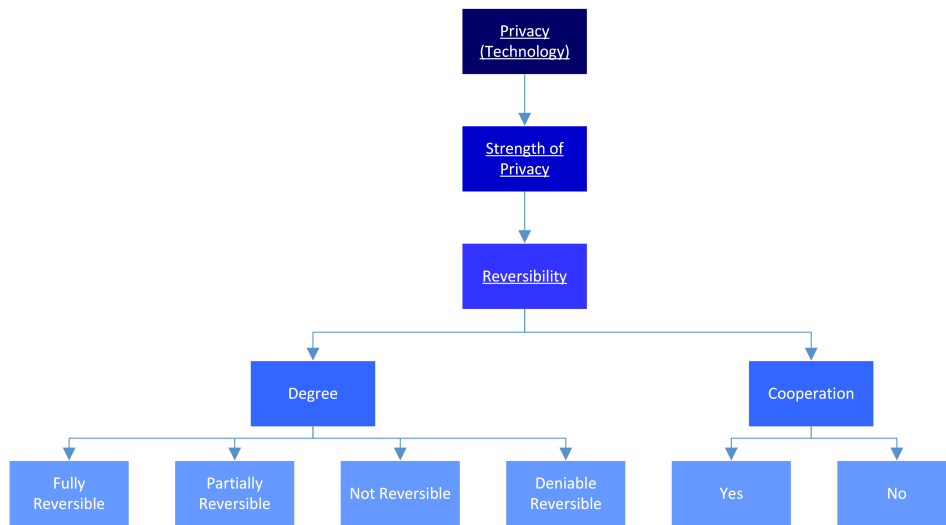 Privacy
(Technology)
Strength of
Privacy
Reversibility
Degree
Cooperation
Fully
Reversible
Partially
Reversible
Not Reversible
Deniable
Reversible
Yes
No